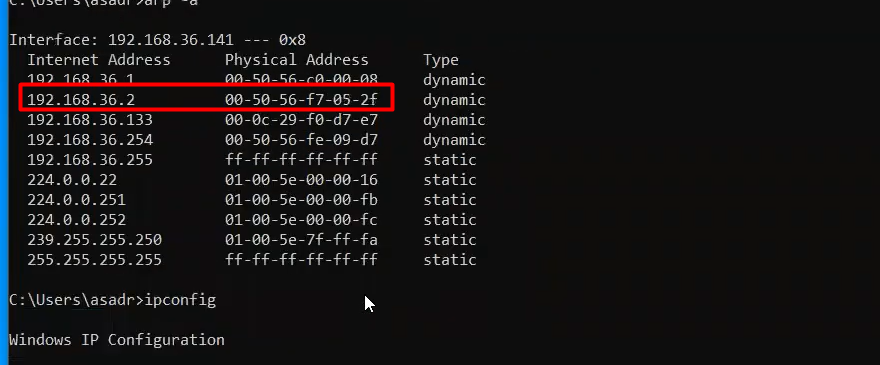 C:\Users\asadr>arp -a
Interface: 192.168.36.141 --- 0x8
Internet Address Physical Address Type
192.168.36.1 00-50-56-c0-00-08 dynamic
192.168.36.2 00-50-56-f7-05-2f dynamic
192.168.36.133 00-0c-29-f0-d7-e7 dynamic
192.168.36.254 00-50-56-fe-09-d7 dynamic
192.168.36.255 ff-ff-ff-ff-ff-ff static
224.0.0.22 01-00-5e-00-00-16 static
224.0.0.251 01-00-5e-00-00-fb static
224.0.0.252 01-00-5e-00-00-fc static
239.255.255.250 01-00-5e-7f-ff-fa static
255.255.255.255 ff-ff-ff-ff-ff-ff static
C:\Users\asadr>ipconfig
Windows IP Configuration